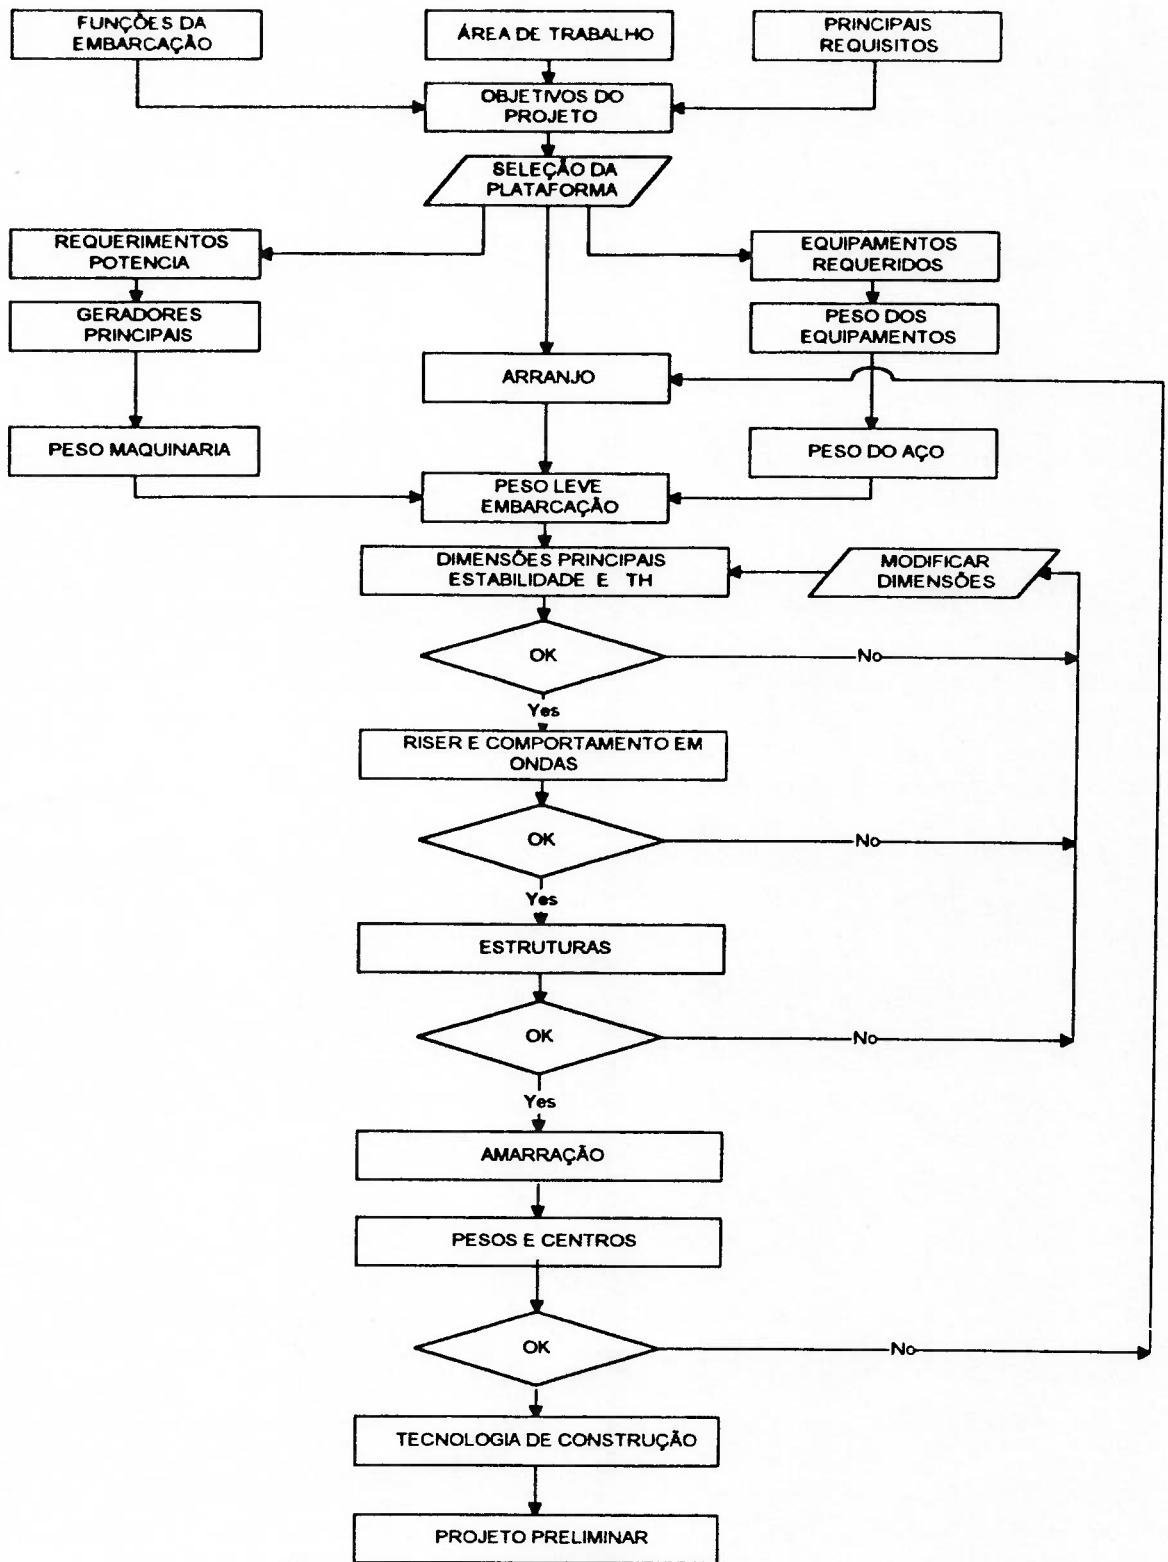 FUNÇÕES DA
EMBARCAÇÃO
ÁREA DE TRABALHO
PRINCIPAIS
REQUISITOS
OBJETIVOS DO
PROJETO
SELEÇÃO DA
PLATAFORMA
REQUERIMENTOS
POTENCIA
EQUIPAMENTOS
REQUERIDOS
GERADORES
PRINCIPAIS
PESO DOS
EQUIPAMENTOS
ARRANJO
PESO MAQUINARIA
PESO DO AÇO
PESO LEVE
EMBARCAÇÃO
DIMENSÕES PRINCIPAIS
ESTABILIDADE E TH
MODIFICAR
DIMENSÕES
OK
No
Yes
RISER E COMPORTAMENTO EM
ONDAS
OK
No
Yes
ESTRUTURAS
OK
No
Yes
AMARRAÇÃO
PESOS E CENTROS
OK
No
TECNOLOGIA DE CONSTRUÇÃO
PROJETO PRELIMINAR